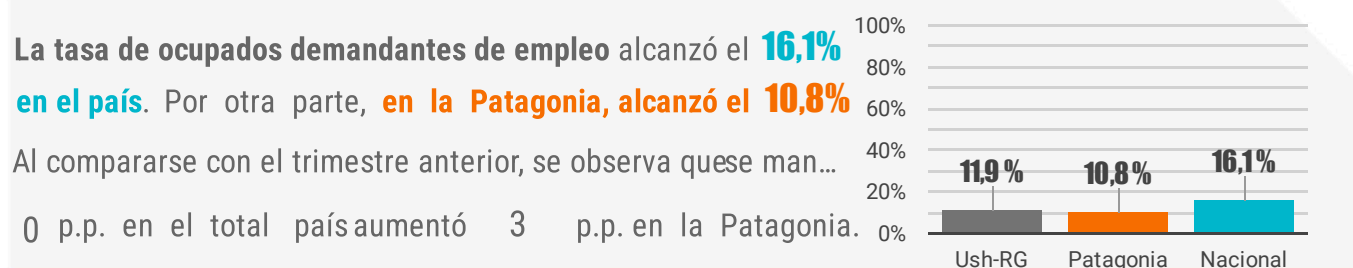 La tasa de ocupados demandantes de empleo alcanzó el 16,1%
en el país. Por otra parte, en la Patagonia, alcanzó el 10,8%
Al compararse con el trimestre anterior, se observa quese man...
0 p.p. en el total país aumentó 3 p.p. en la Patagonia.
100%
80%
60%
40%
20%
0%
11,9 %
10,8 %
16,1%
Ush-RG
Patagonia
Nacional